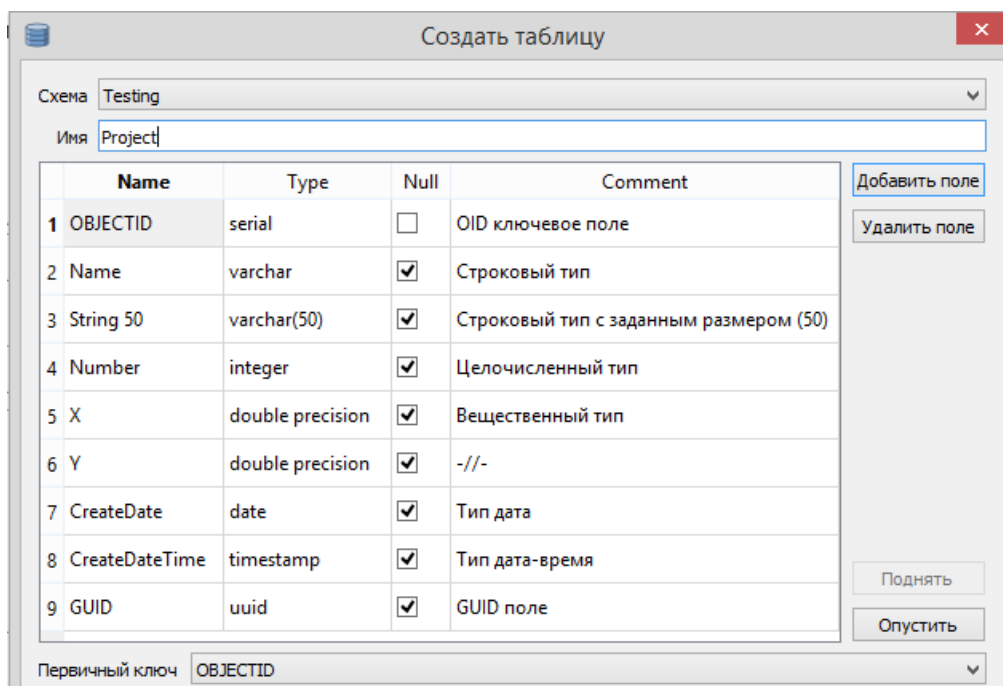 Создать таблицу
Схема Testing
Имя Project
Name Type Null Comment Добавить поле
1 OBJECTID serial OID ключевое поле Удалить поле
2 Name varchar Строковый тип
3 String 50 varchar(50) Строковый тип с заданным размером (50)
4 Number integer Целочисленный тип
5 X double precision Вещественный тип
6 Y double precision -//-
7 CreateDate date Тип дата
8 CreateDateTime timestamp Тип дата-время Поднять
9 GUID uuid GUID поле Опустить
Первичный ключ OBJECTID